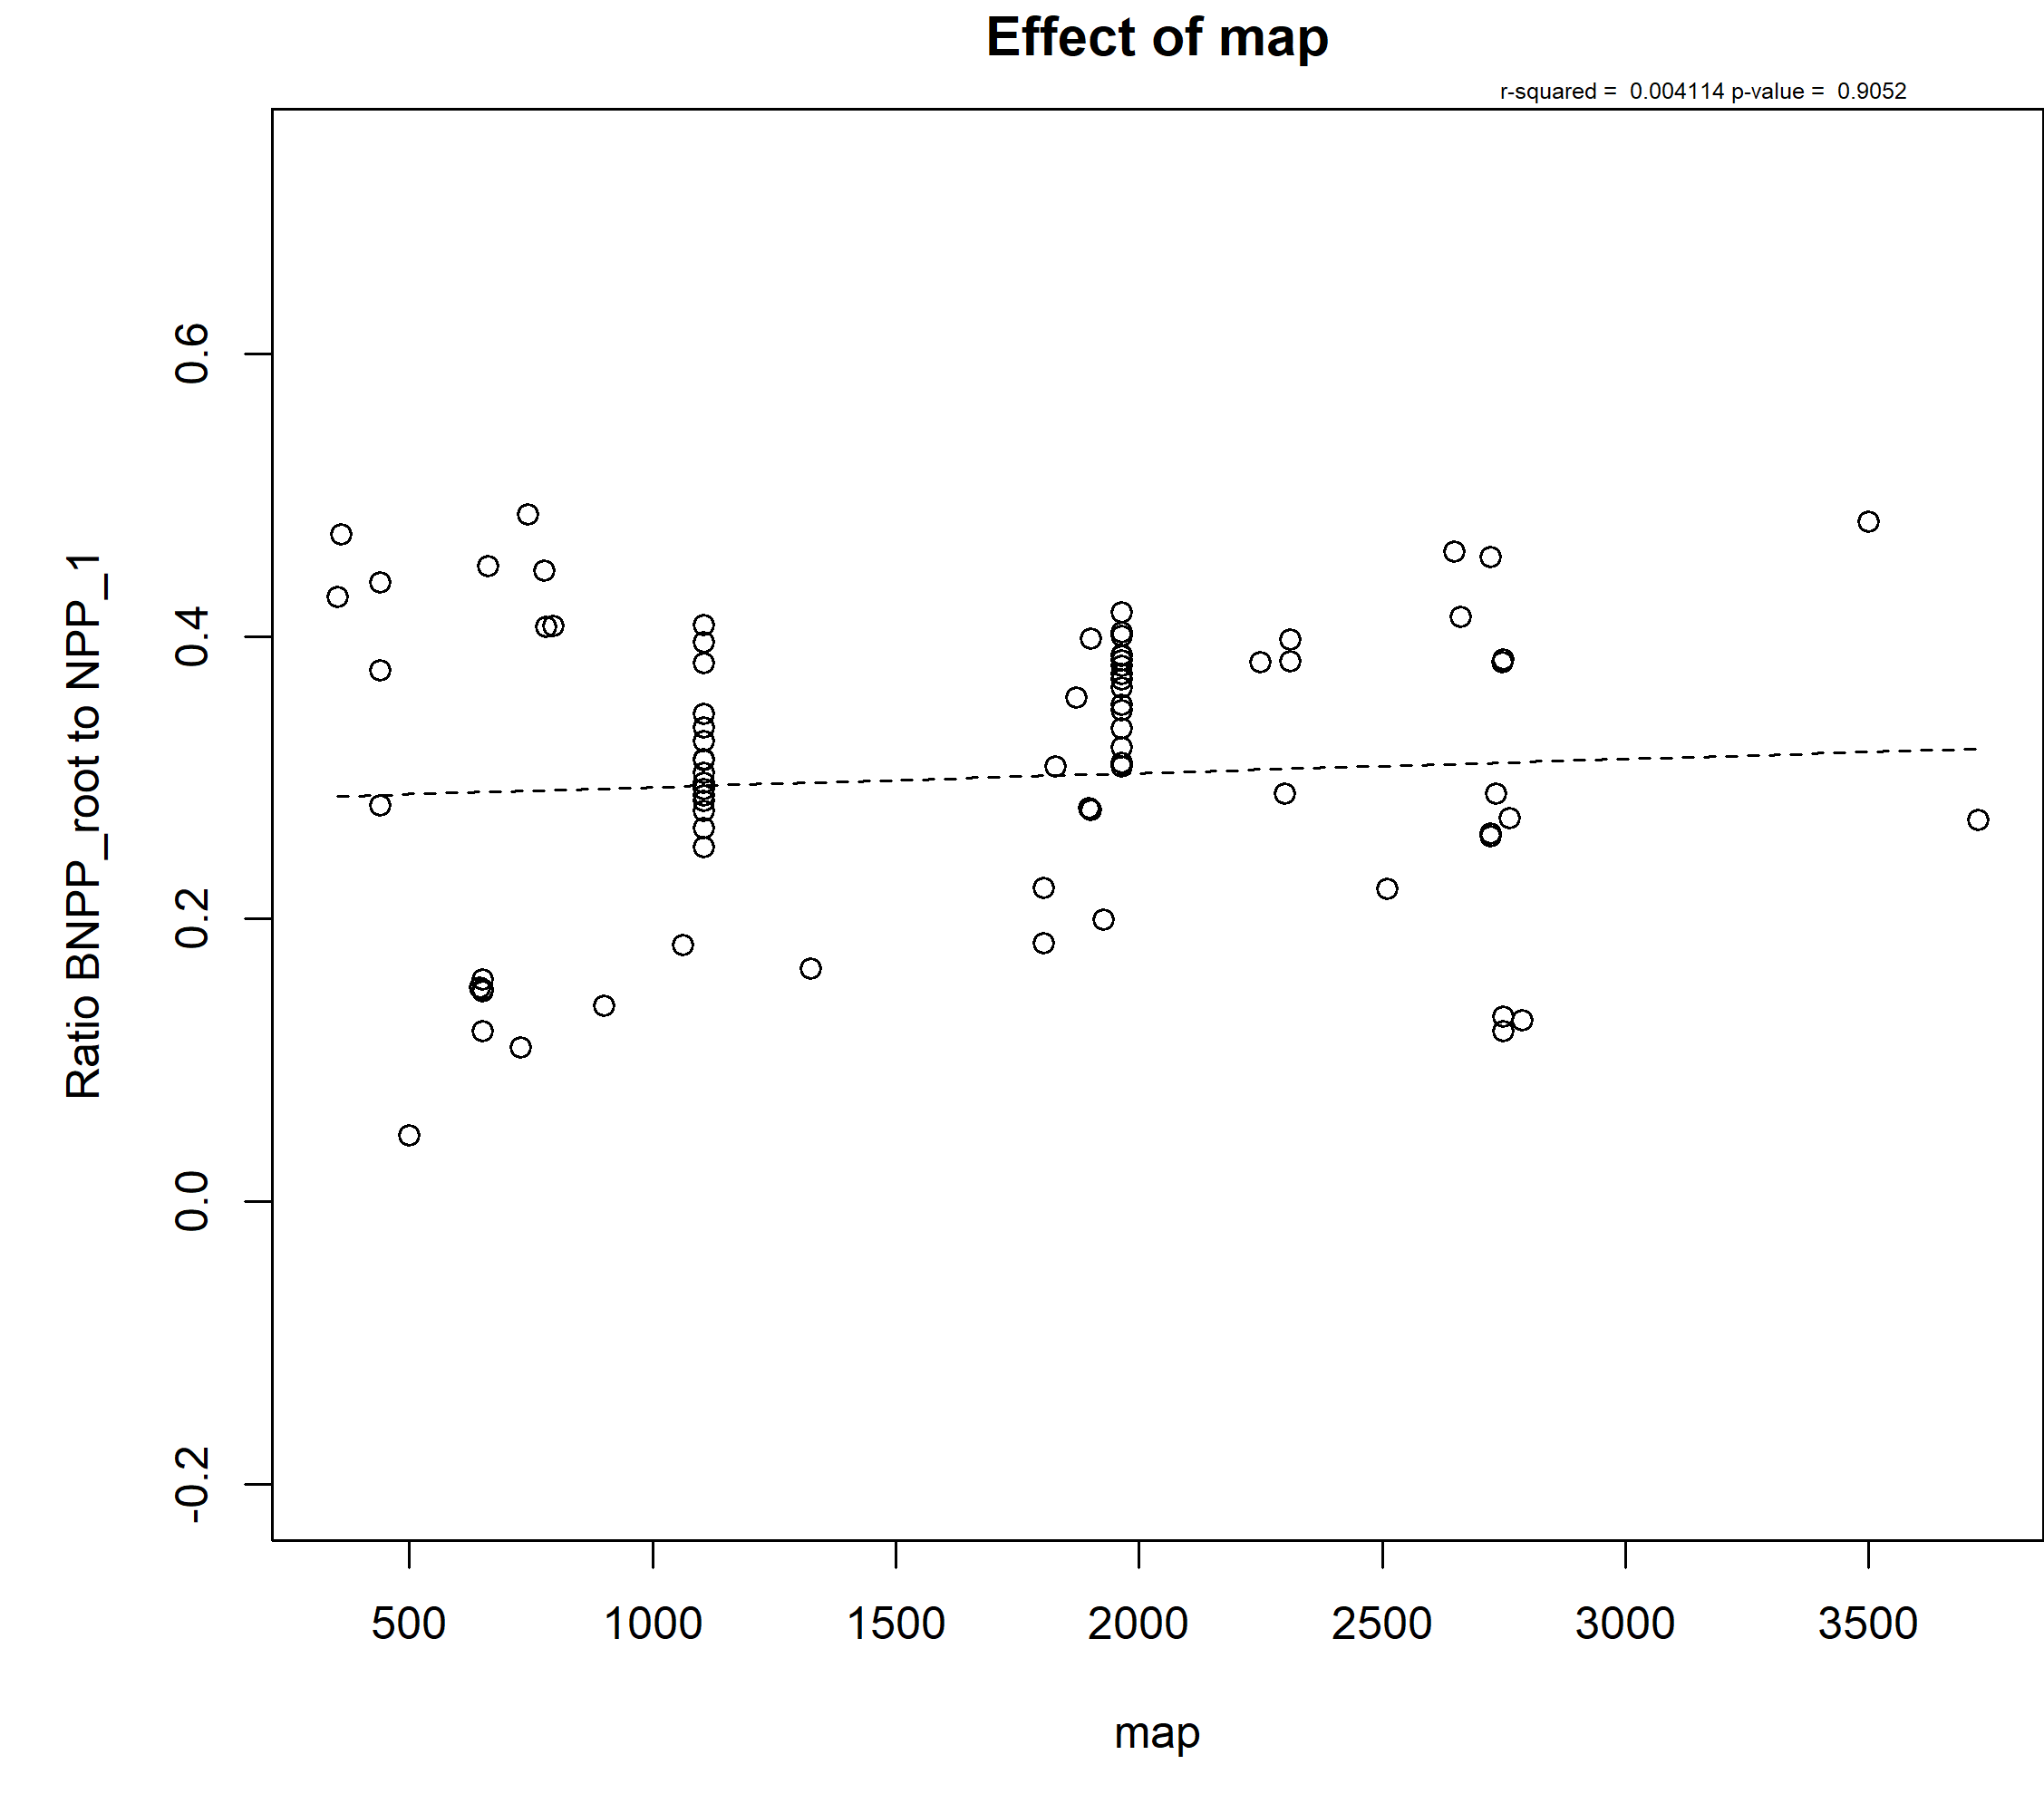 Effect of map
r-squared =  0.004114 p-value =  0.9052
Ratio BNPP_root to NPP_1
0.6
0.4
0.2
0.0
-0.2
500 1000 1500 2000 2500 3000 3500
map